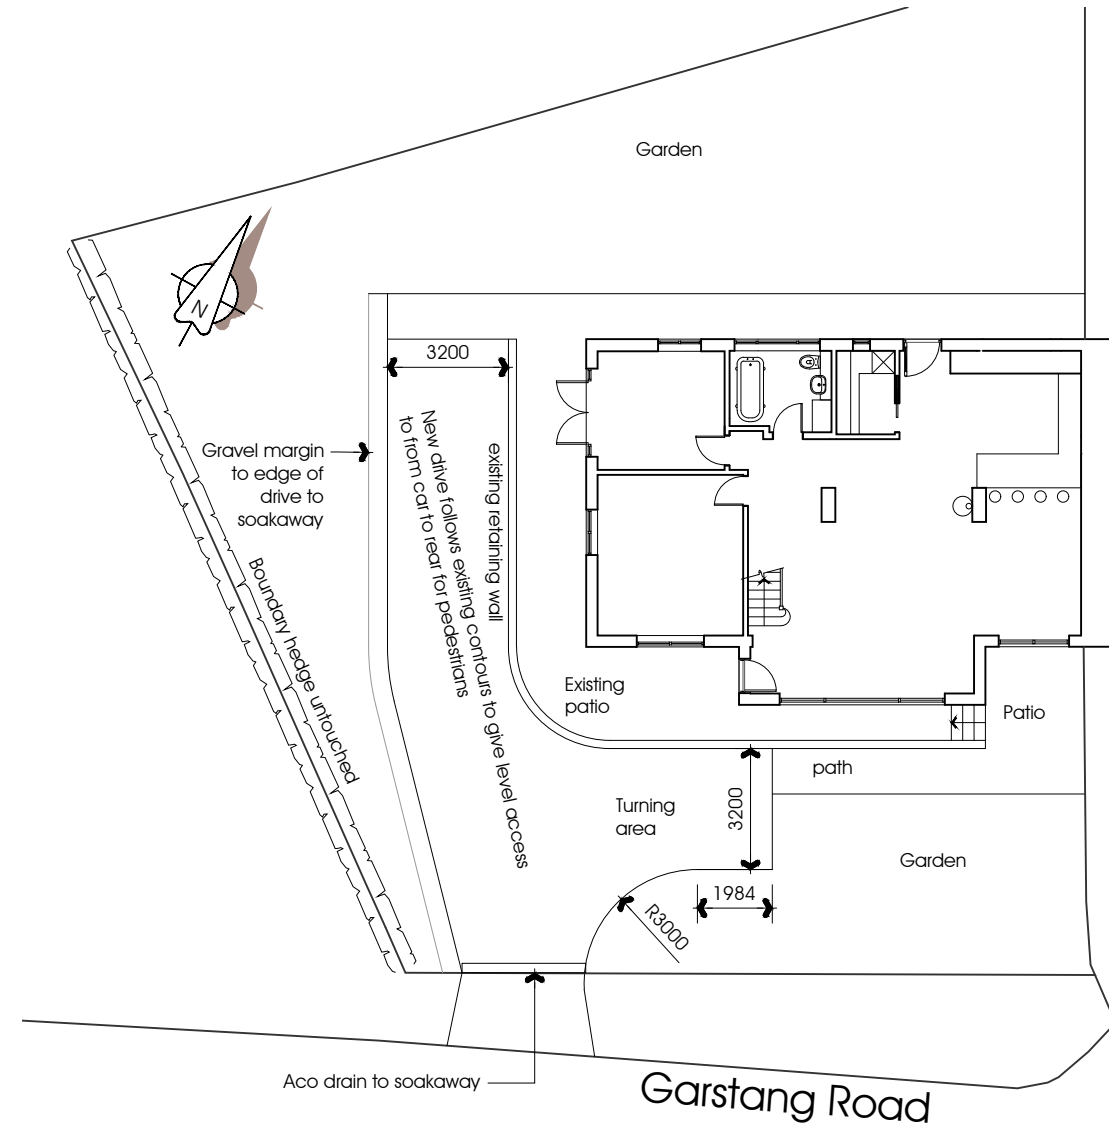 Garden
N
3200
Gravel margin
to edge of
drive to
soakaway
New drive follows existing contours to give level access
to from car to rear for pedestrians
existing retaining wall
Boundary hedge untouched
Existing
patio
Patio
path
Turning
area
3200
Garden
1984
R3000
Aco drain to soakaway
Garstang Road